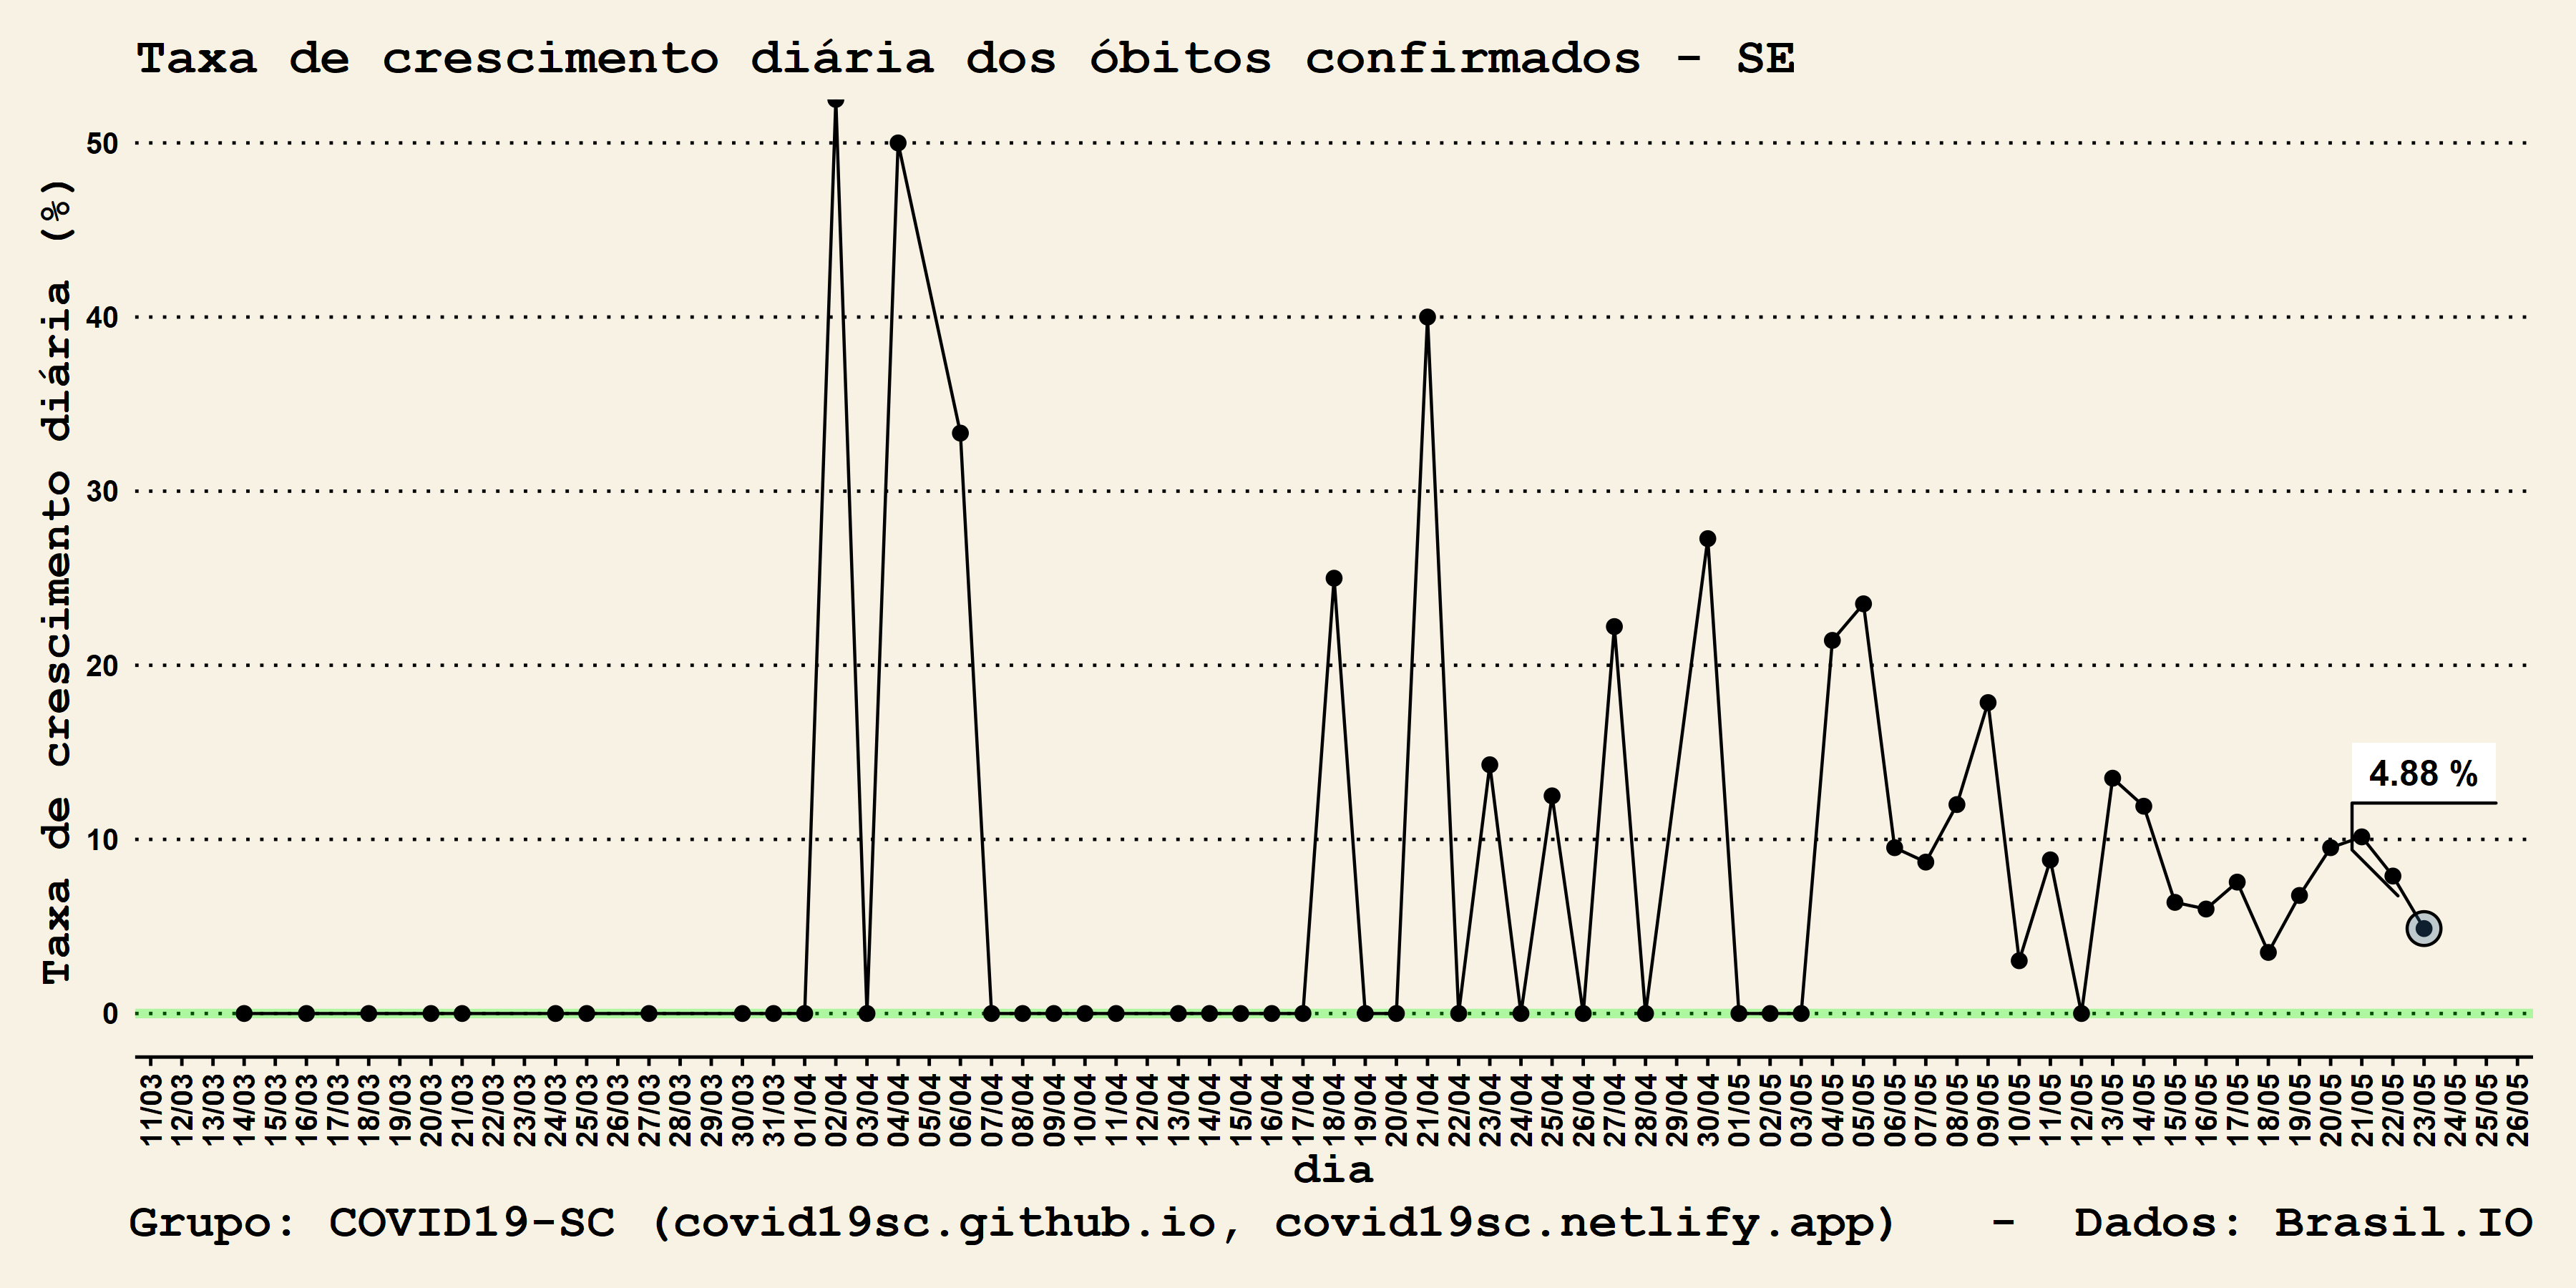 Taxa de crescimento diária dos óbitos confirmados - SE
Taxa de crescimento diária (%)
50
40
30
20
10
0
4.88 %
11/03 12/03 13/03 14/03 15/03 16/03 17/03 18/03 19/03 20/03 21/03 22/03 23/03 24/03 25/03 26/03 27/03 28/03 29/03 30/03 31/03 01/04 02/04 03/04 04/04 05/04 06/04 07/04 08/04 09/04 10/04 11/04 12/04 13/04 14/04 15/04 16/04 17/04 18/04 19/04 20/04 21/04 22/04 23/04 24/04 25/04 26/04 27/04 28/04 29/04 30/04 01/05 02/05 03/05 04/05 05/05 06/05 07/05 08/05 09/05 10/05 11/05 12/05 13/05 14/05 15/05 16/05 17/05 18/05 19/05 20/05 21/05 22/05 23/05 24/05 25/05 26/05
dia
Grupo: COVID19-SC (covid19sc.github.io, covid19sc.netlify.app) - Dados: Brasil.IO